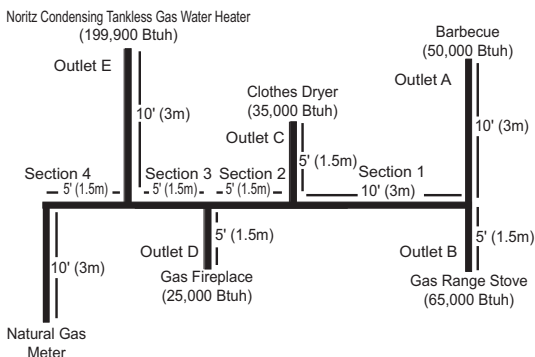 Noritz Condensing Tankless Gas Water Heater
(199,900 Btuh)
Barbecue
(50,000 Btuh)
Outlet E
Outlet A
Clothes Dryer
(35,000 Btuh)
10' (3m)
Outlet C
10' (3m)
Section 4
5' (1.5m)
Section 3
5' (1.5m)
Section 2
5' (1.5m)
5' (1.5m)
Section 1
10' (3m)
10' (3m)
Outlet D
5' (1.5m)
Gas Fireplace
(25,000 Btuh)
Outlet B
5' (1.5m)
Gas Range Stove
(65,000 Btuh)
Natural Gas
Meter